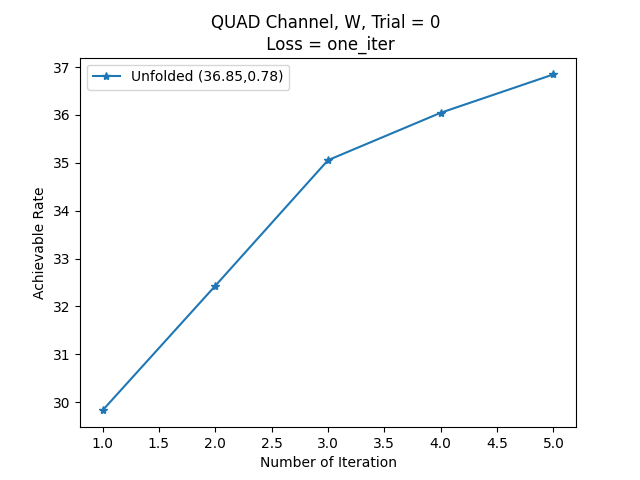 QUAD Channel, W, Trial = 0
Loss = one_iter
Unfolded (36.85,0.78)
37
36
35
34
33
32
31
30
Achievable Rate
1.0 1.5 2.0 2.5 3.0 3.5 4.0 4.5 5.0
Number of Iteration